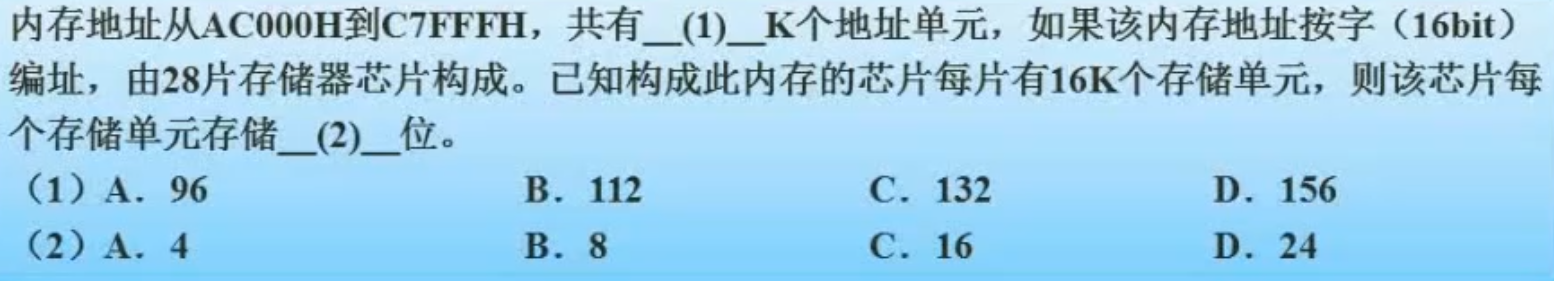 内存地址从AC000H到C7FFFH，共有__(1)__K个地址单元，如果该内存地址按字（16bit）
编址，由28片存储器芯片构成。已知构成此内存的芯片每片有16K个存储单元，则该芯片每
个存储单元存储__(2)__位。
（1）A．96 B．112 C．132 D．156
（2）A．4 B．8 C．16 D．24